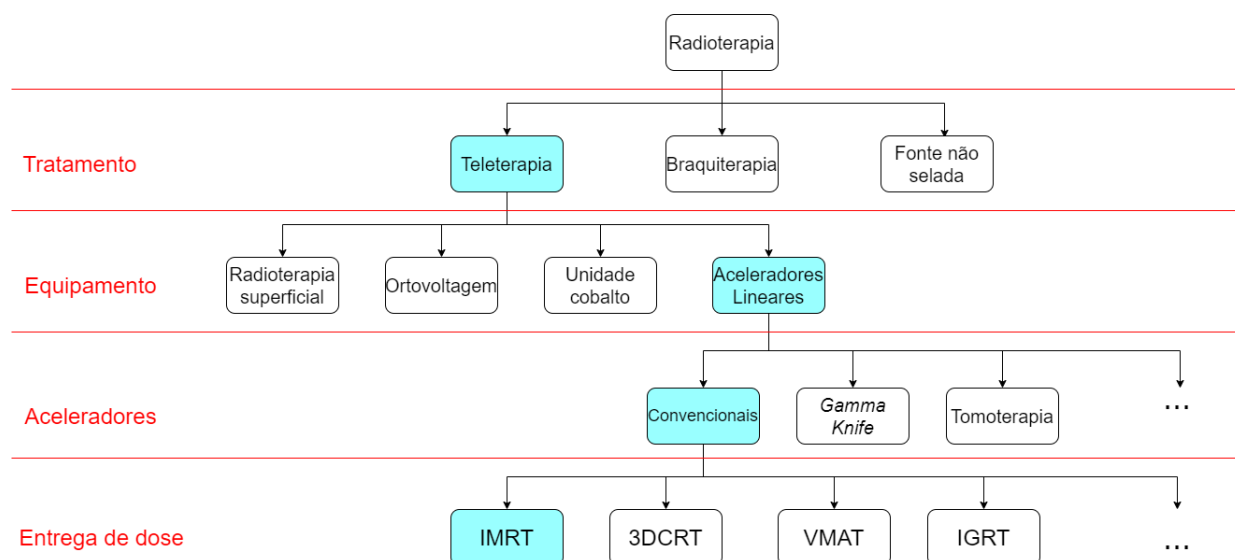 Radioterapia
Tratamento
Teleterapia
Braquiterapia
Fonte não
selada
Equipamento
Radioterapia
superficial
Ortovoltagem
Unidade
cobalto
Aceleradores
Lineares
Aceleradores
Convencionais
Gamma
Knife
Tomoterapia
...
Entrega de dose
IMRT
3DCRT
VMAT
IGRT
...